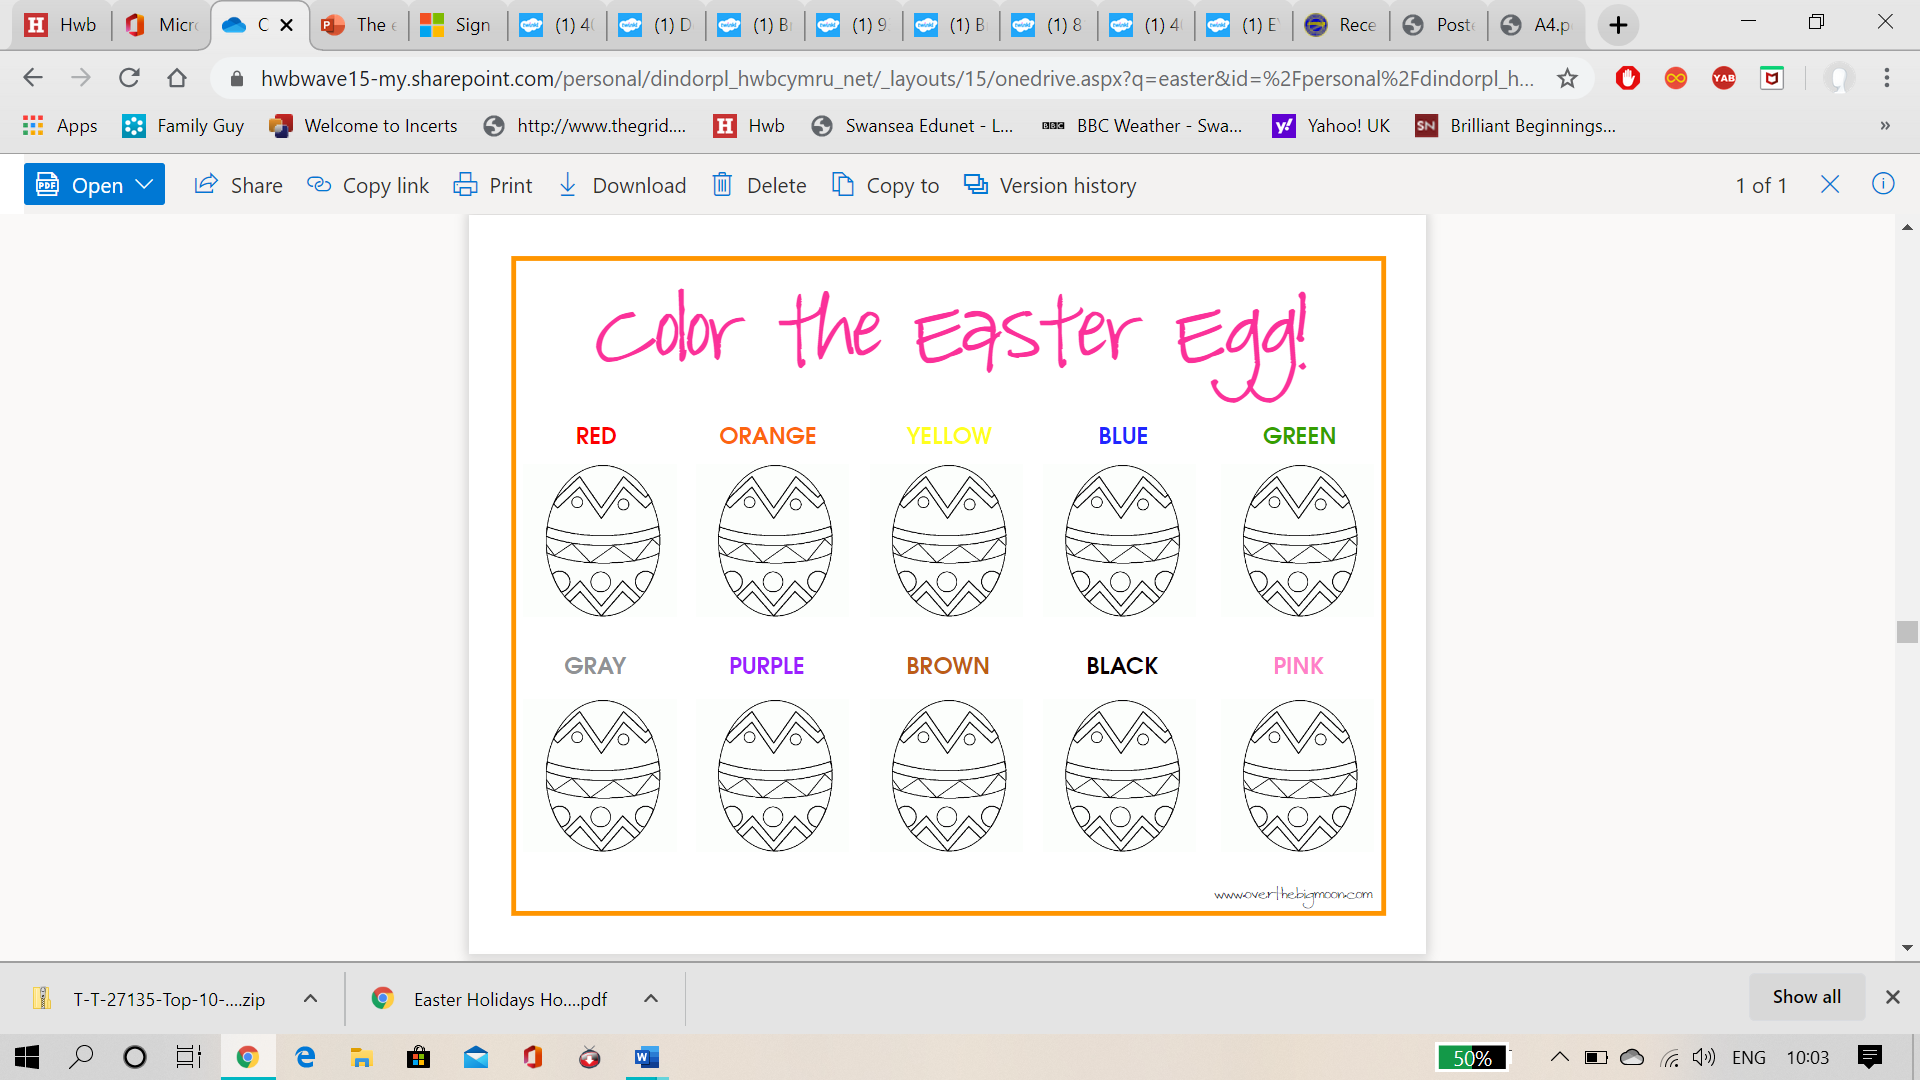 Hwb
Micr
C
The e
Sign
(1) 4
(1) D
(1) B
(1) 9
(1) B
(1) 8
(1) 4
(1) E
Rece
Post
A4.p
hwbwave15-my.sharepoint.com/personal/dindorpl_hwbcymru_net/_layouts/15/onedrive.aspx?q=easter&id=%2Fpersonal%2Fdindorpl_h...
YAB
Apps
Family Guy
Welcome to Incerts
http://www.thegrid....
Hwb
Swansea Edunet - L...
BBC
BBC Weather - Swa...
Yahoo! UK
SN
Brilliant Beginnings...
»
PDF
Open
Share
Copy link
Print
Download
Delete
Copy to
Version history
1 of 1
Color the Easter Egg!
RED ORANGE YELLOW BLUE GREEN
GRAY PURPLE BROWN BLACK PINK
www.overthebigmoon.com
T-T-27135-Top-10-....zip
Easter Holidays Ho....pdf
Show all
50%
ENG
10:03